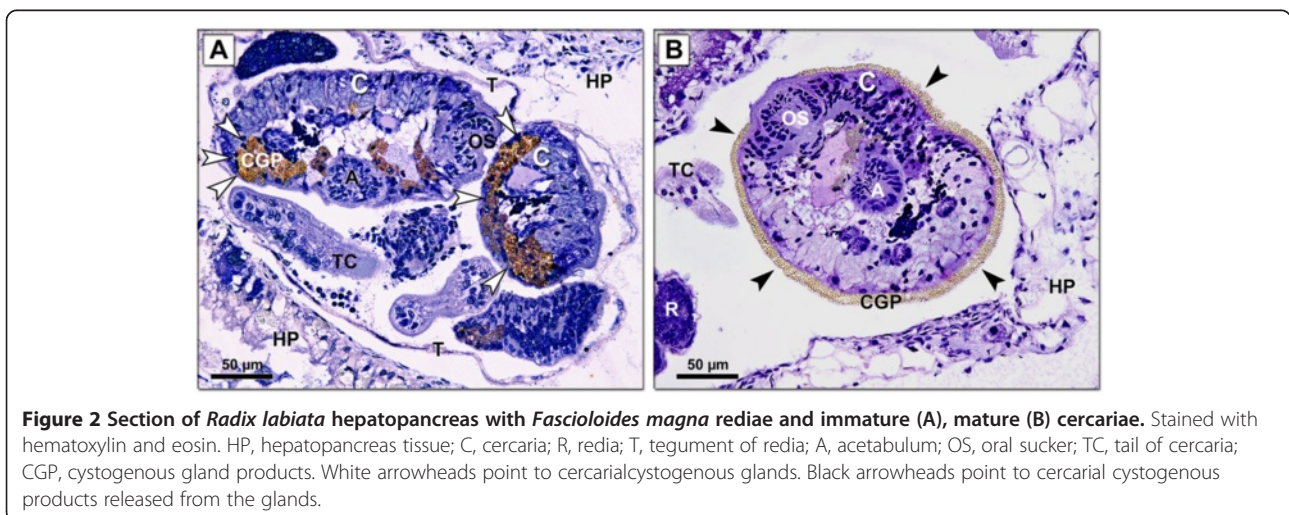 A
C
T
HP
CGP
OS
A
C
TC
HP
T
50 µm
B
C
OS
TC
A
R
CGP
HP
50 µm
Figure 2 Section of Radix labiata hepatopancreas with Fascioloides magna rediae and immature (A), mature (B) cercariae. Stained with
hematoxylin and eosin. HP, hepatopancreas tissue; C, cercaria; R, redia; T, tegument of redia; A, acetabulum; OS, oral sucker; TC, tail of cercaria;
CGP, cystogenous gland products. White arrowheads point to cercarialcystogenous glands. Black arrowheads point to cercarial cystogenous
products released from the glands.